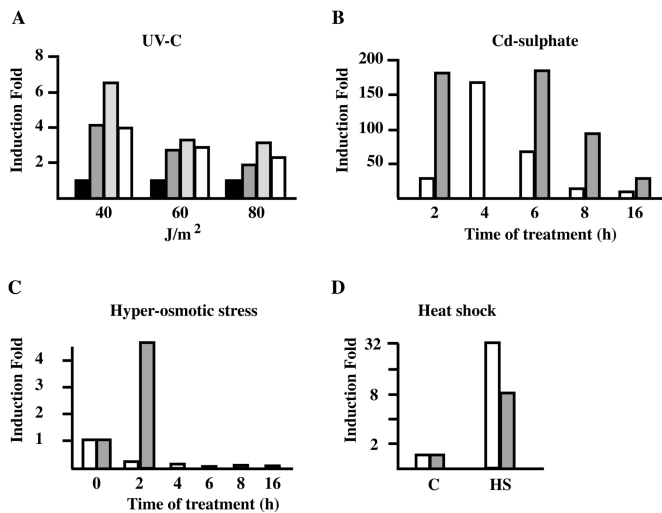 A
UV-C
Induction Fold
8
6
4
2
40 60 80
J/m²
B
Cd-sulphate
Induction Fold
200
150
100
50
2 4 6 8 16
Time of treatment (h)
C
Hyper-osmotic stress
Induction Fold
4
3
2
1
0 2 4 6 8 16
Time of treatment (h)
D
Heat shock
Induction Fold
32
8
2
C HS